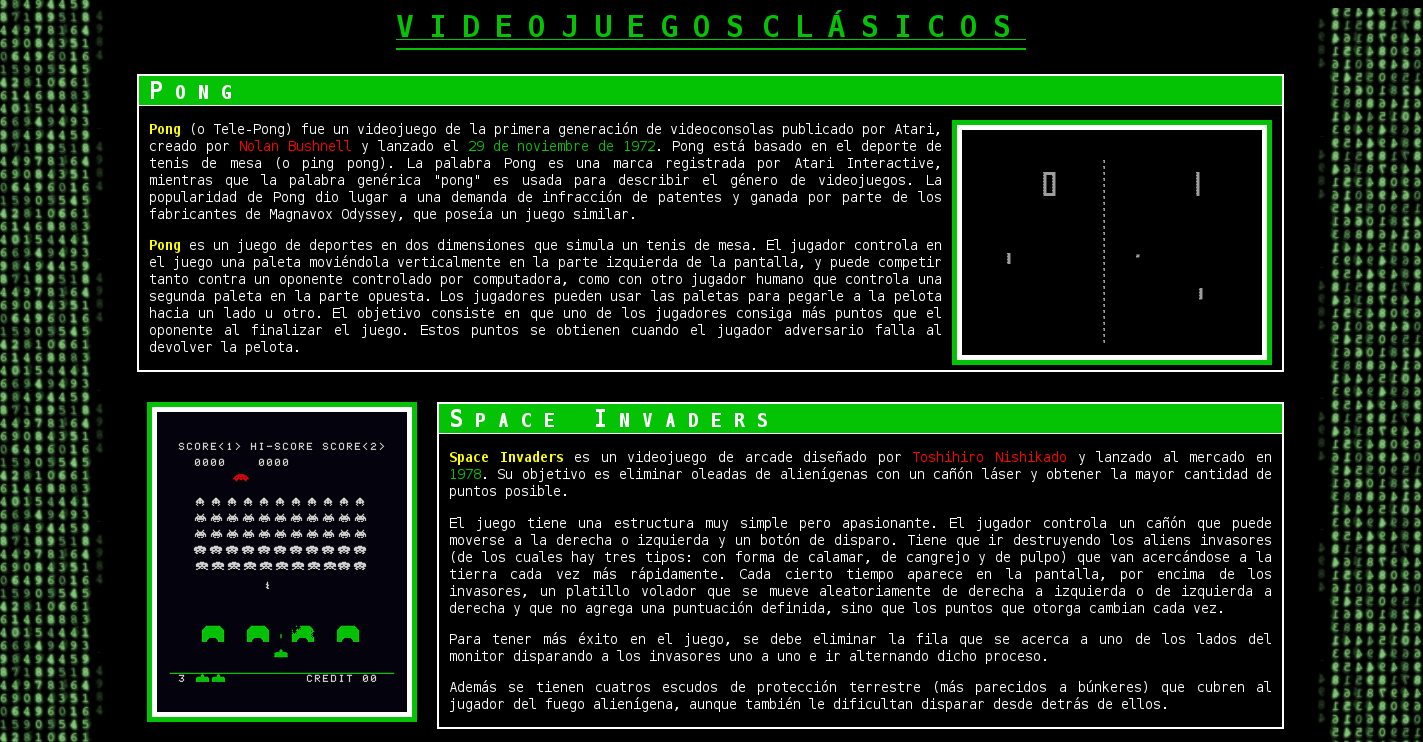 VIDEOJUEGOSCLÁSICOS
PONG
Pong (o Tele-Pong) fue un videojuego de la primera generación de videoconsolas publicado por Atari,
creado por Nolan Bushnell y lanzado el 29 de noviembre de 1972. Pong está basado en el deporte de
tenis de mesa (o ping pong). La palabra Pong es una marca registrada por Atari Interactive,
mientras que la palabra genérica "pong" es usada para describir el género de videojuegos. La
popularidad de Pong dio lugar a una demanda de infracción de patentes y ganada por parte de los
fabricantes de Magnavox Odyssey, que poseía un juego similar.
Pong es un juego de deportes en dos dimensiones que simula un tenis de mesa. El jugador controla en
el juego una paleta moviéndola verticalmente en la parte izquierda de la pantalla, y puede competir
tanto contra un oponente controlado por computadora, como con otro jugador humano que controla una
segunda paleta en la parte opuesta. Los jugadores pueden usar las paletas para pegarle a la pelota
hacia un lado u otro. El objetivo consiste en que uno de los jugadores consiga más puntos que el
oponente al finalizar el juego. Estos puntos se obtienen cuando el jugador adversario falla al
devolver la pelota.
0 1
SCORE<1> HI-SCORE SCORE<2>
0000 0000
3 CREDIT 00
SPACE INVADERS
Space Invaders es un videojuego de arcade diseñado por Toshihiro Nishikado y lanzado al mercado en
1978. Su objetivo es eliminar oleadas de alienígenas con un cañón láser y obtener la mayor cantidad de
puntos posible.
El juego tiene una estructura muy simple pero apasionante. El jugador controla un cañón que puede
moverse a la derecha o izquierda y un botón de disparo. Tiene que ir destruyendo los aliens invasores
(de los cuales hay tres tipos: con forma de calamar, de cangrejo y de pulpo) que van acercándose a la
tierra cada vez más rápidamente. Cada cierto tiempo aparece en la pantalla, por encima de los
invasores, un platillo volador que se mueve aleatoriamente de derecha a izquierda o de izquierda a
derecha y que no agrega una puntuación definida, sino que los puntos que otorga cambian cada vez.
Para tener más éxito en el juego, se debe eliminar la fila que se acerca a uno de los lados del
monitor disparando a los invasores uno a uno e ir alternando dicho proceso.
Además se tienen cuatros escudos de protección terrestre (más parecidos a búnkeres) que cubren al
jugador del fuego alienígena, aunque también le dificultan disparar desde detrás de ellos.